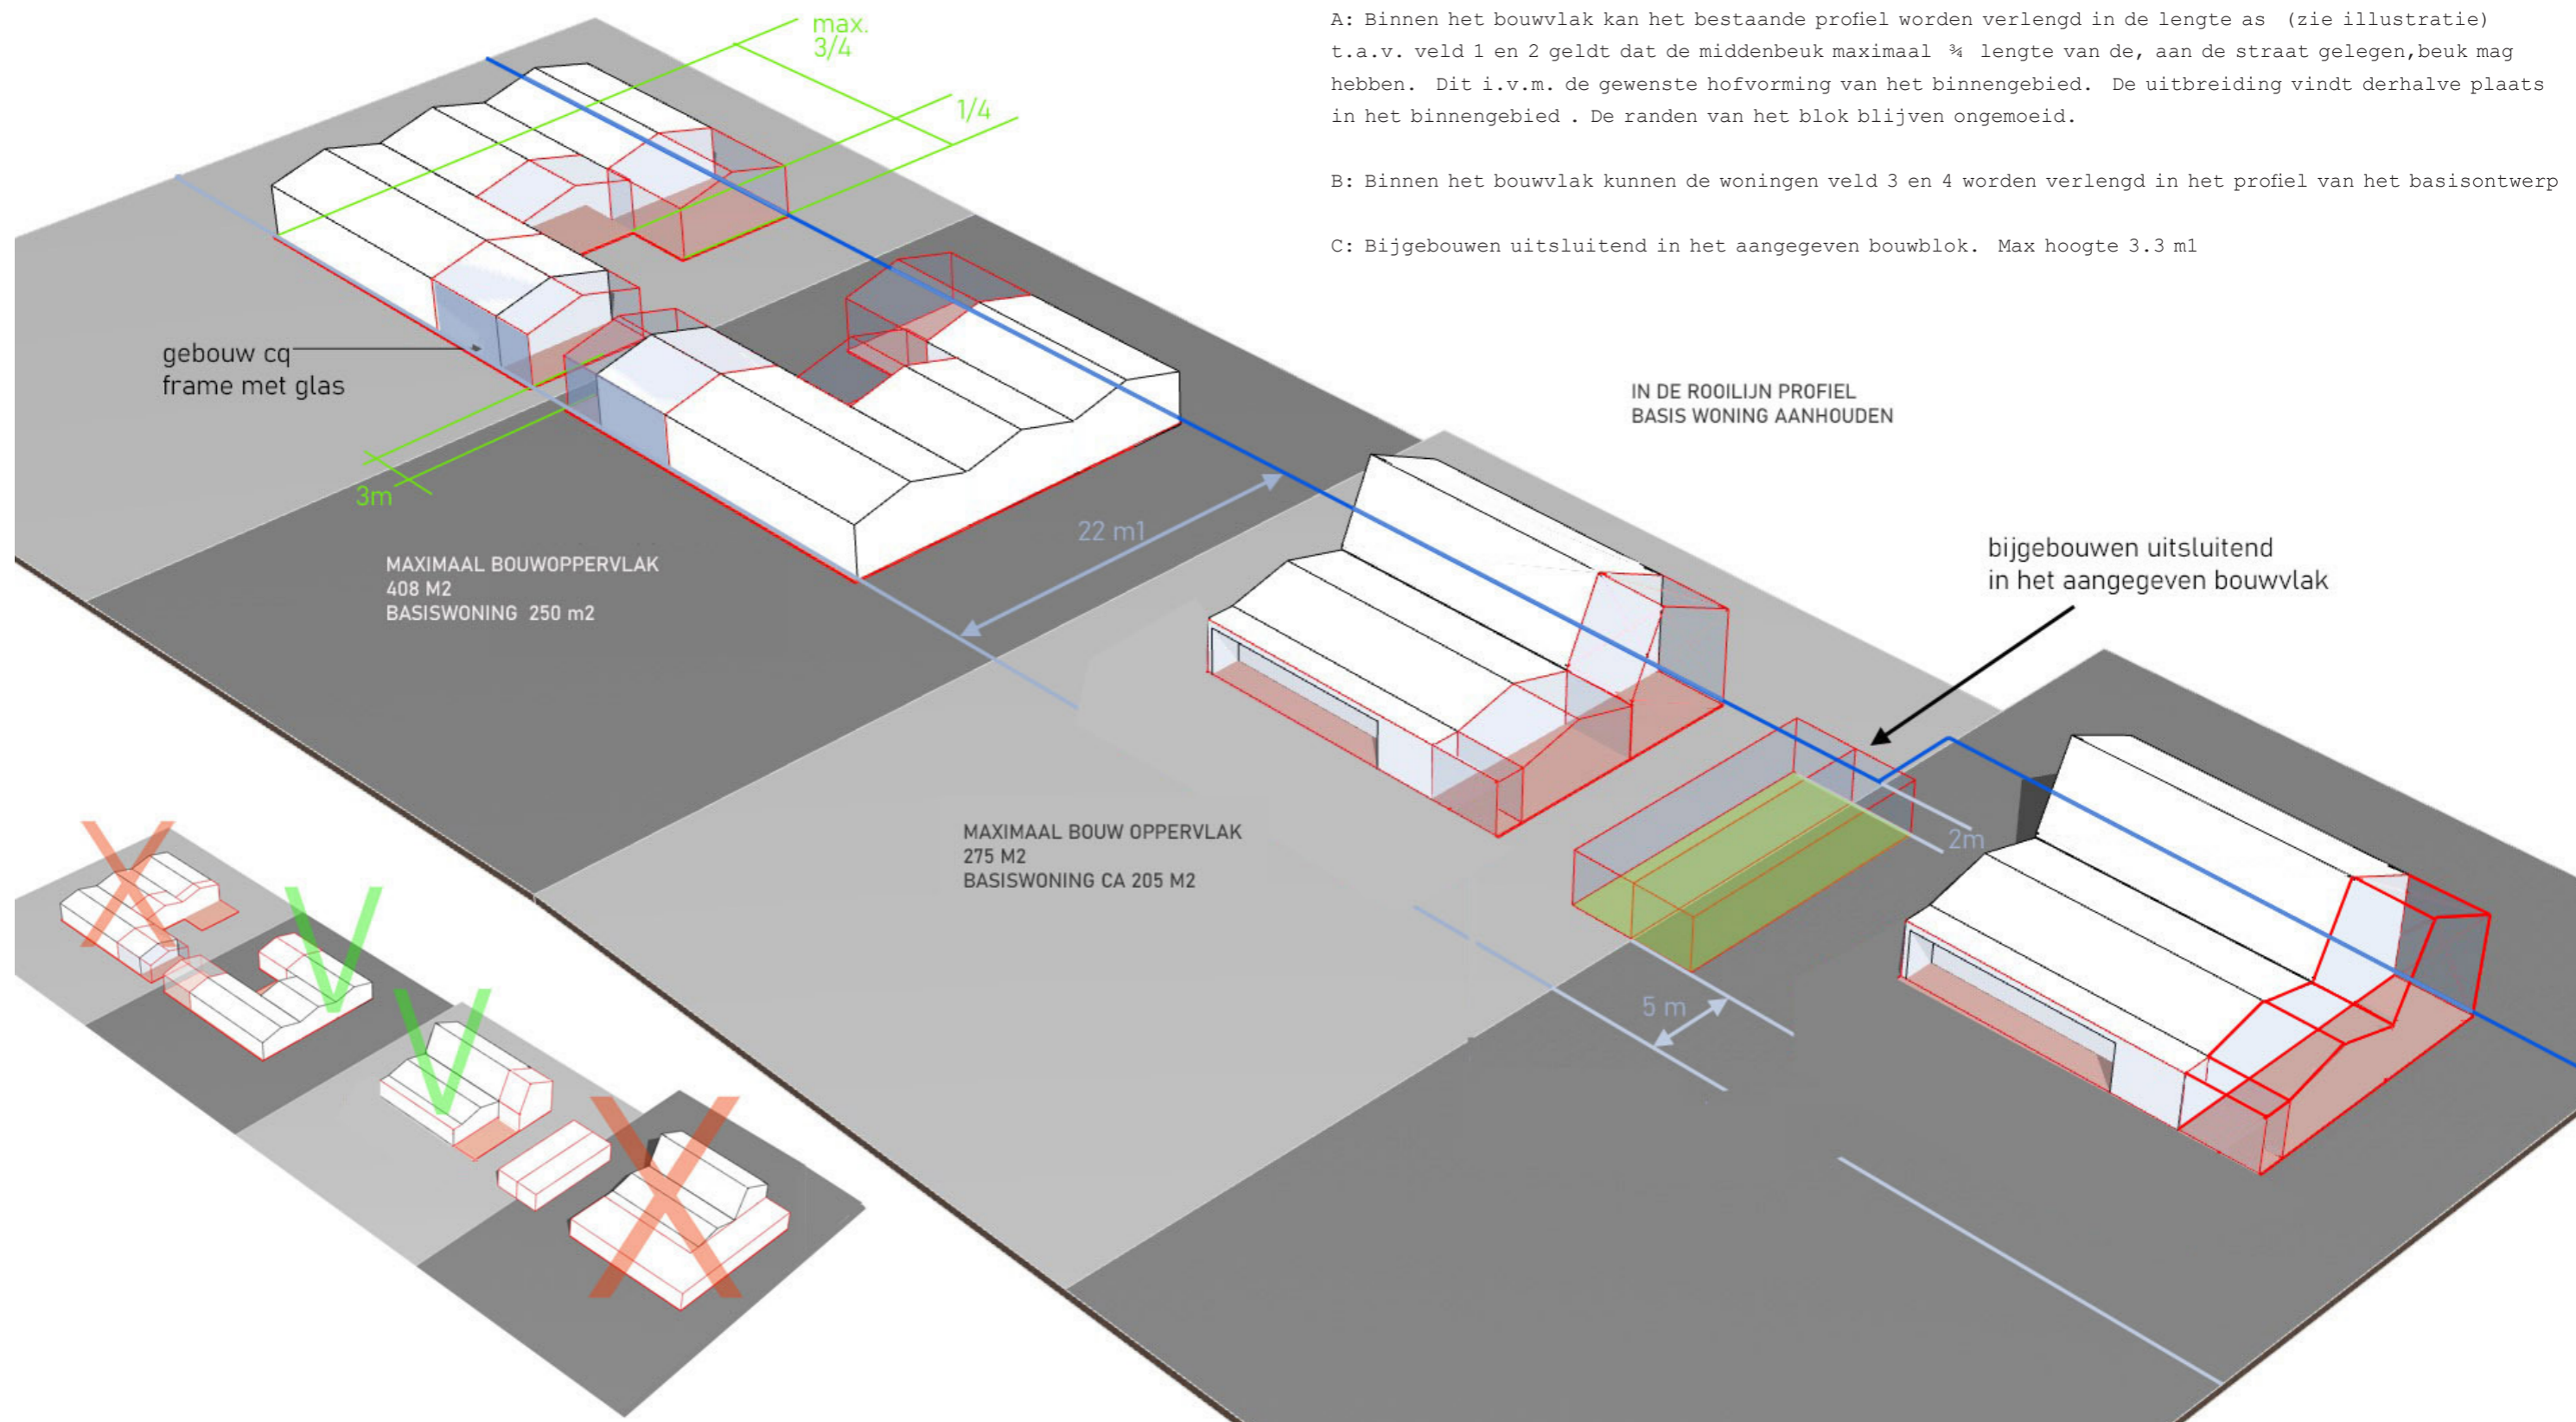 A: Binnen het bouwvlak kan het bestaande profiel worden verlengd in de lengte as (zie illustratie)
t.a.v. veld 1 en 2 geldt dat de middenbeuk maximaal ¾ lengte van de, aan de straat gelegen,beuk mag
hebben. Dit i.v.m. de gewenste hofvorming van het binnengebied. De uitbreiding vindt derhalve plaats
in het binnengebied . De randen van het blok blijven ongemoeid.
B: Binnen het bouwvlak kunnen de woningen veld 3 en 4 worden verlengd in het profiel van het basisontwerp
C: Bijgebouwen uitsluitend in het aangegeven bouwblok. Max hoogte 3.3 m1
max.
3/4
1/4
gebouw cq
frame met glas
3m
IN DE ROOILIJN PROFIEL
BASIS WONING AANHOUDEN
22 m1
MAXIMAAL BOUWOPPERVLAK
408 M2
BASISWONING 250 m2
bijgebouwen uitsluitend
in het aangegeven bouwvlak
MAXIMAAL BOUW OPPERVLAK
275 M2
BASISWONING CA 205 M2
2m
5 m
X
V
V
X